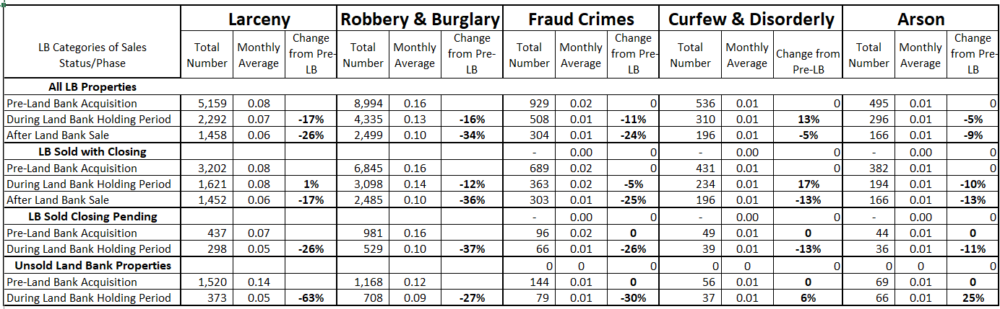 Larceny Robbery & Burglary Fraud Crimes Curfew & Disorderly Arson
LB Categories of Sales Status/Phase Total Number Monthly Average Change from Pre-LB Total Number Monthly Average Change from Pre-LB Total Number Monthly Average Change from Pre-LB Total Number Monthly Average Change from Pre-LB Total Number Monthly Average Change from Pre-LB
All LB Properties
Pre-Land Bank Acquisition 5,159 0.08 8,994 0.16 929 0.02 0 536 0.01 0 495 0.01 0
During Land Bank Holding Period 2,292 0.07 -17% 4,335 0.13 -16% 508 0.01 -11% 310 0.01 13% 296 0.01 -5%
After Land Bank Sale 1,458 0.06 -26% 2,499 0.10 -34% 304 0.01 -24% 196 0.01 -5% 166 0.01 -9%
LB Sold with Closing - 0.00 0 - 0.00 0 - 0.00 0
Pre-Land Bank Acquisition 3,202 0.08 6,845 0.16 689 0.02 0 431 0.01 0 382 0.01 0
During Land Bank Holding Period 1,621 0.08 1% 3,098 0.14 -12% 363 0.02 -5% 234 0.01 17% 194 0.01 -10%
After Land Bank Sale 1,452 0.06 -17% 2,485 0.10 -36% 303 0.01 -25% 196 0.01 -13% 166 0.01 -13%
LB Sold Closing Pending - 0.00 0 - 0.00 0 - 0.00 0
Pre-Land Bank Acquisition 437 0.07 981 0.16 96 0.02 0 49 0.01 0 44 0.01 0
During Land Bank Holding Period 298 0.05 -26% 529 0.10 -37% 66 0.01 -26% 39 0.01 -13% 36 0.01 -11%
Unsold Land Bank Properties 0 0 0 0 0 0 0 0 0
Pre-Land Bank Acquisition 1,520 0.14 1,168 0.12 144 0.01 0 56 0.01 0 69 0.01 0
During Land Bank Holding Period 373 0.05 -63% 708 0.09 -27% 79 0.01 -30% 37 0.01 6% 66 0.01 25%